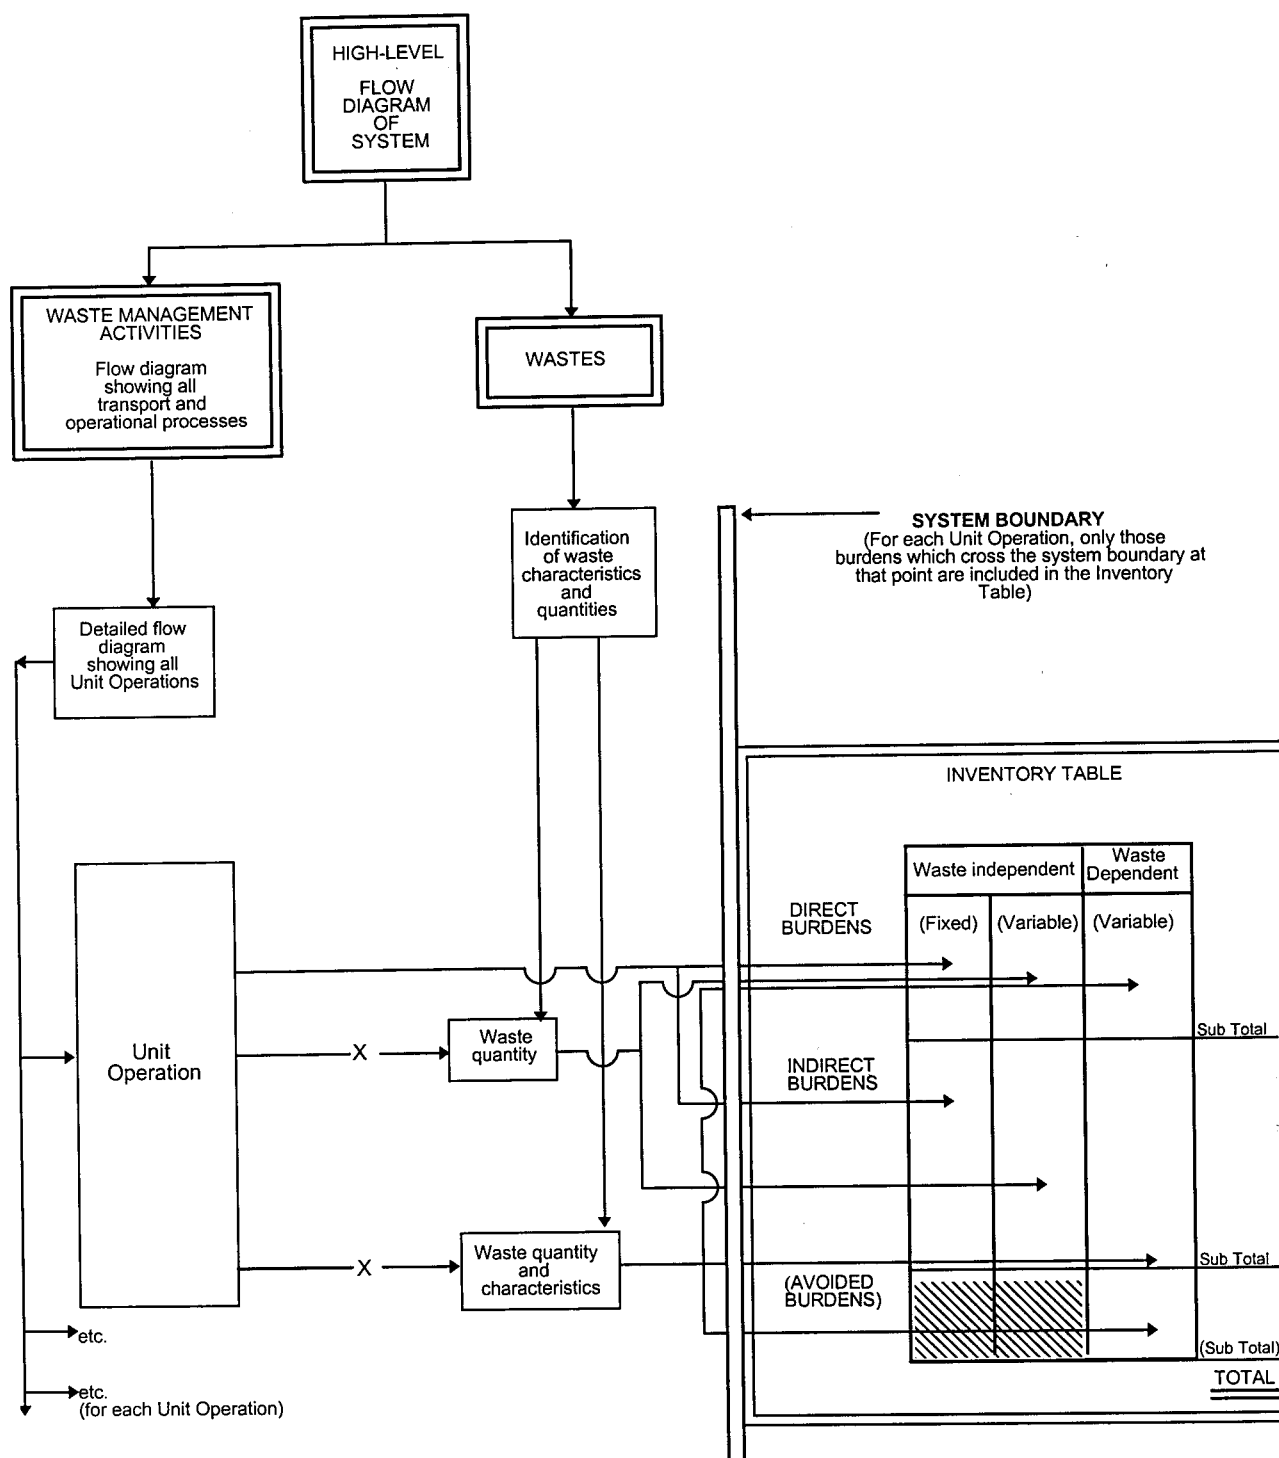 HIGH-LEVEL
FLOW
DIAGRAM
OF
SYSTEM
WASTE MANAGEMENT
ACTIVITIES
Flow diagram
showing all
transport and
operational processes
WASTES
Identification
of waste
characteristics
and
quantities
SYSTEM BOUNDARY
(For each Unit Operation, only those
burdens which cross the system boundary at
that point are included in the Inventory
Table)
Detailed flow
diagram
showing all
Unit Operations
INVENTORY TABLE
Waste independent
Waste
Dependent
DIRECT
BURDENS
(Fixed)
(Variable)
(Variable)
Sub Total
Unit
Operation
X
Waste
quantity
INDIRECT
BURDENS
X
Waste quantity
and
characteristics
Sub Total
(AVOIDED
BURDENS)
(Sub Total)
TOTAL
etc.
etc.
(for each Unit Operation)